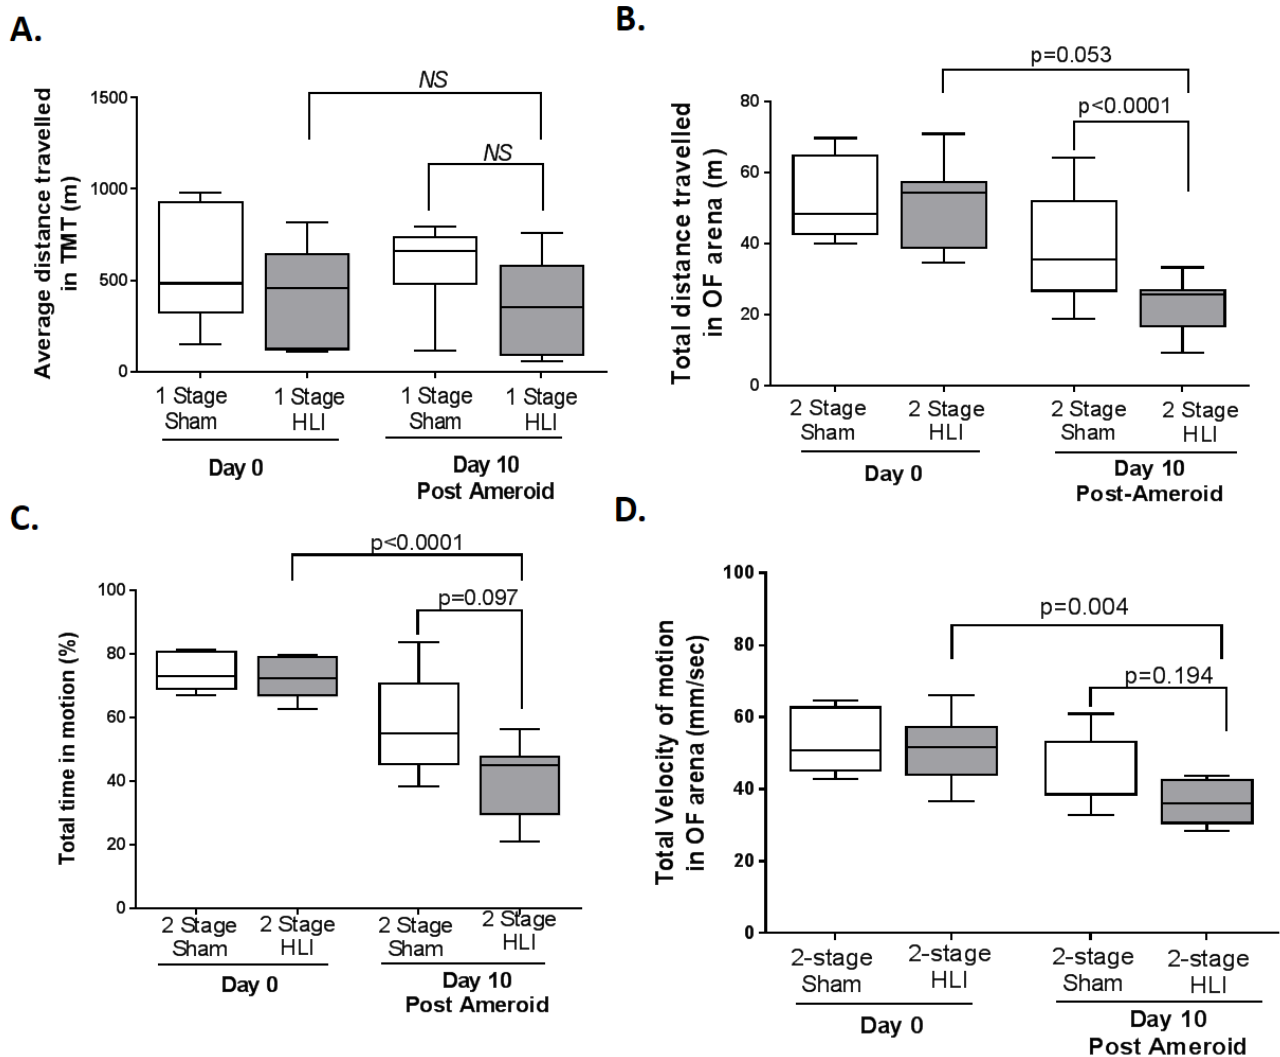 A.
Average distance travelled
in TMT (m)
1500
1000
500
0
NS
NS
1 Stage
Sham
1 Stage
HLI
1 Stage
Sham
1 Stage
HLI
Day 0
Day 10
Post Ameroid
B.
Total distance travelled
in OF arena (m)
80
60
40
20
0
p=0.053
p<0.0001
2 Stage
Sham
2 Stage
HLI
2 Stage
Sham
2 Stage
HLI
Day 0
Day 10
Post-Ameroid
C.
Total time in motion (%)
100
80
60
40
20
0
p<0.0001
p=0.097
2 Stage
Sham
2 Stage
HLI
2 Stage
Sham
2 Stage
HLI
Day 0
Day 10
Post Ameroid
D.
Total Velocity of motion
in OF arena (mm/sec)
100
80
60
40
20
0
p=0.004
p=0.194
2-stage
Sham
2-stage
HLI
2-stage
Sham
2-stage
HLI
Day 0
Day 10
Post Ameroid